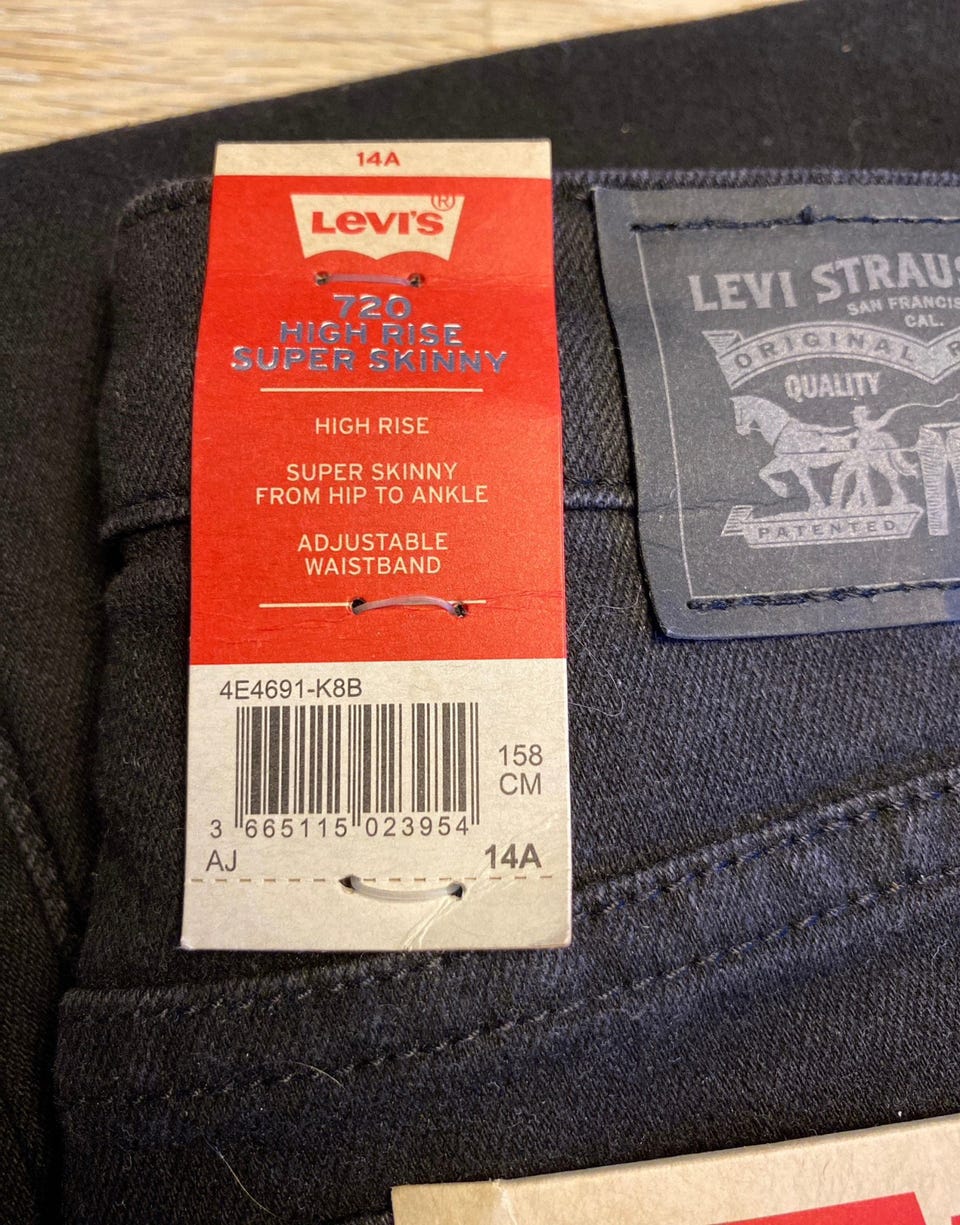 14A
LEVI'S®
720
HIGH RISE
SUPER SKINNY
HIGH RISE
SUPER SKINNY
FROM HIP TO ANKLE
ADJUSTABLE
WAISTBAND
4E4691-K8B
158
CM
3 665115 023954
AJ
14A
LEVI STRAUS
SAN FRANCIS
CAL.
ORIGINAL R
QUALITY
PATENTED